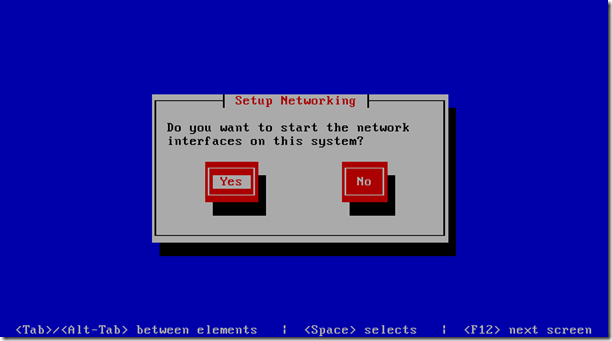 Setup Networking
Do you want to start the network
interfaces on this system?
Yes No
<Tab>/<Alt-Tab> between elements | <Space> selects | <F12> next screen